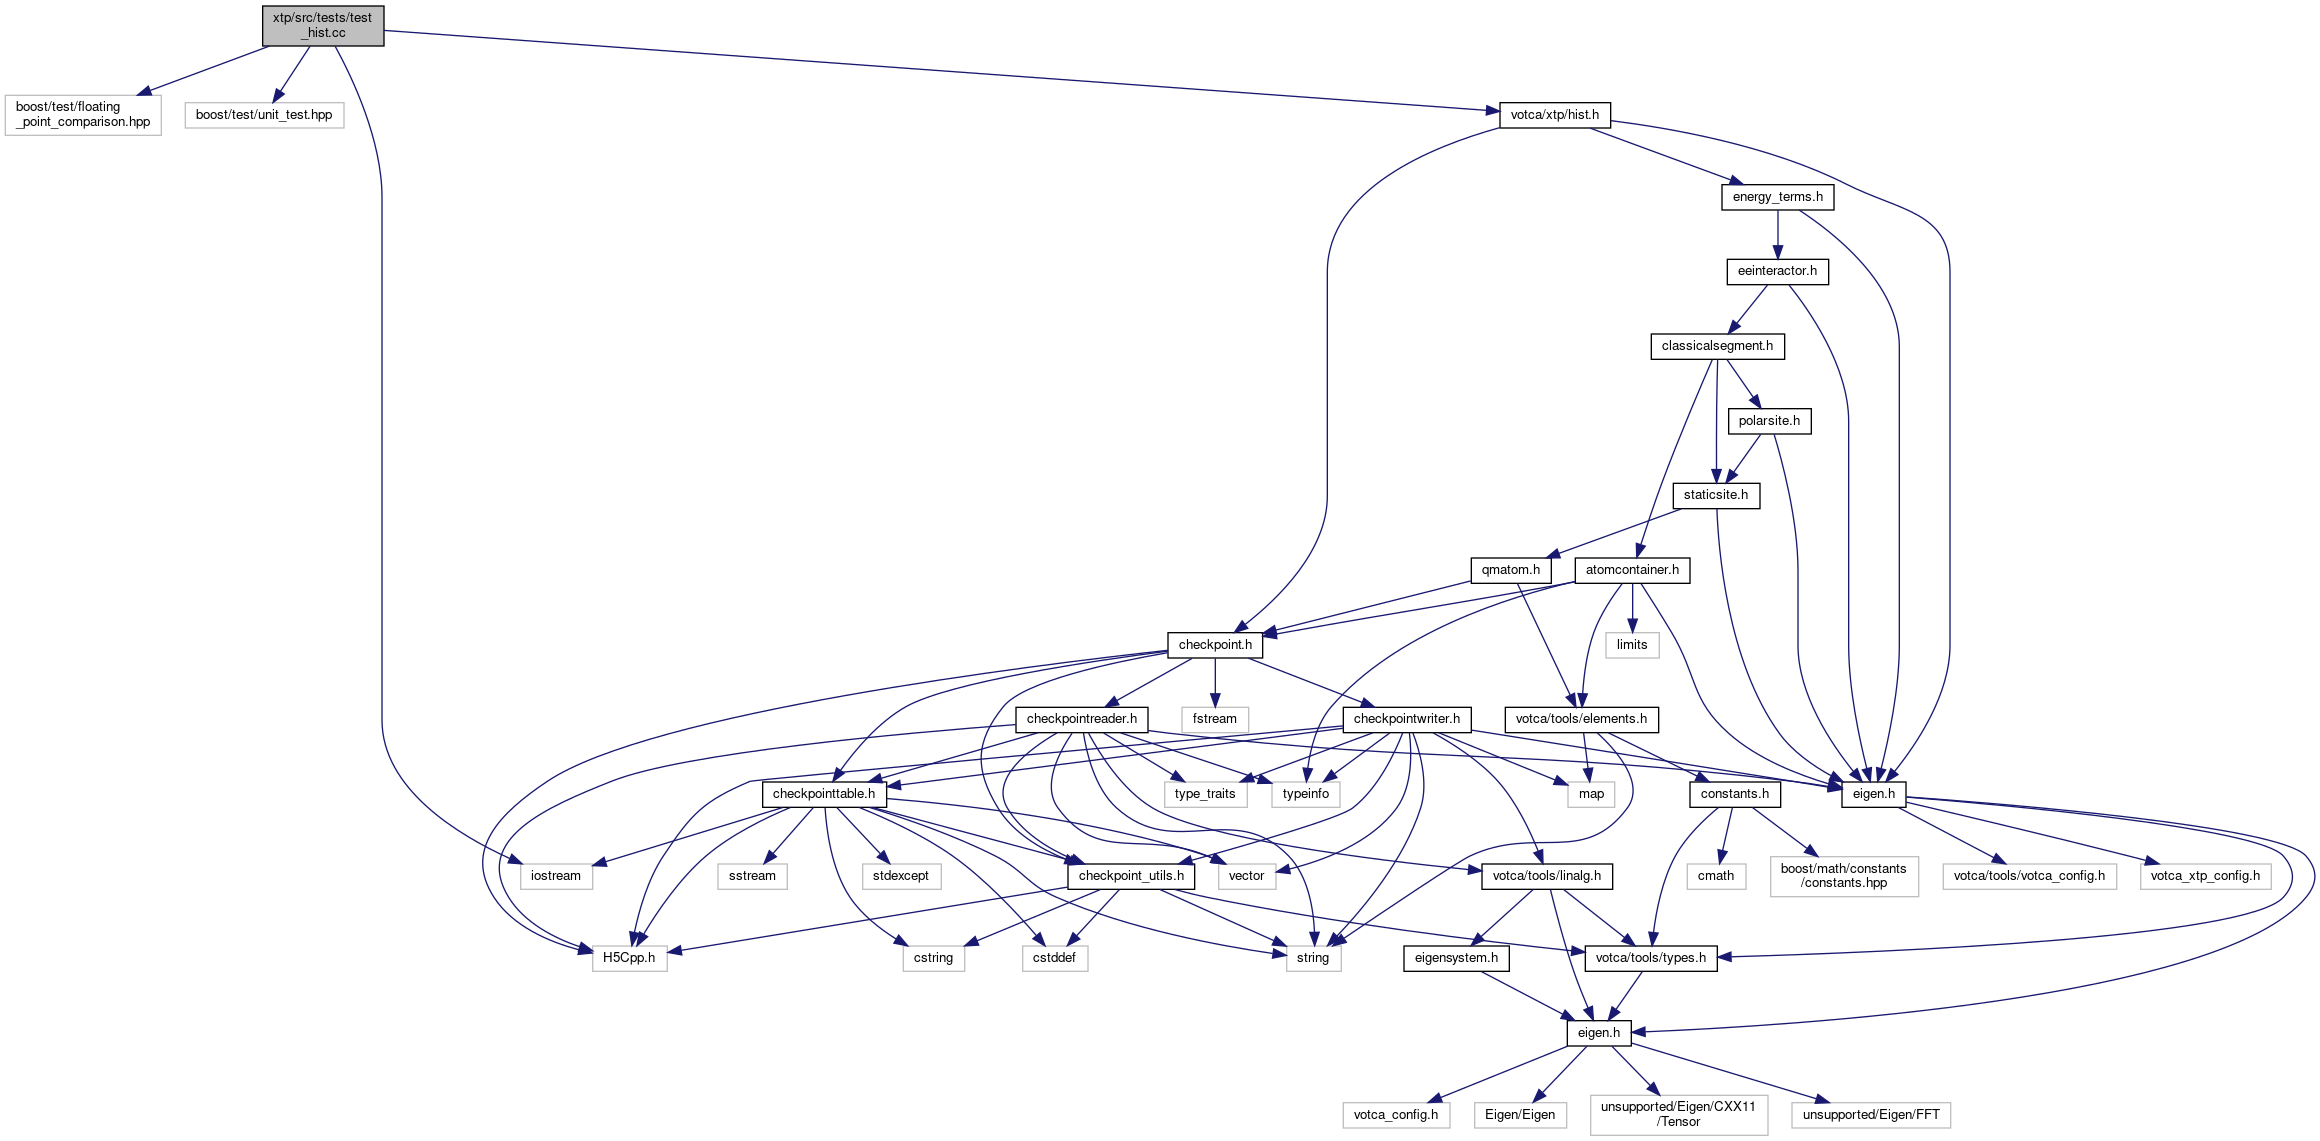 xtp/src/tests/test
_hist.cc
boost/test/floating
_point_comparison.hpp
boost/test/unit_test.hpp
votca/xtp/hist.h
energy_terms.h
eeinteractor.h
classicalsegment.h
polarsite.h
staticsite.h
qmatom.h
atomcontainer.h
checkpoint.h
limits
checkpointreader.h
fstream
checkpointwriter.h
votca/tools/elements.h
checkpointtable.h
type_traits
typeinfo
map
constants.h
eigen.h
iostream
sstream
stdexcept
checkpoint_utils.h
vector
votca/tools/linalg.h
cmath
boost/math/constants
/constants.hpp
votca/tools/votca_config.h
votca_xtp_config.h
H5Cpp.h
cstring
cstddef
string
eigensystem.h
votca/tools/types.h
eigen.h
votca_config.h
Eigen/Eigen
unsupported/Eigen/CXX11
/Tensor
unsupported/Eigen/FFT